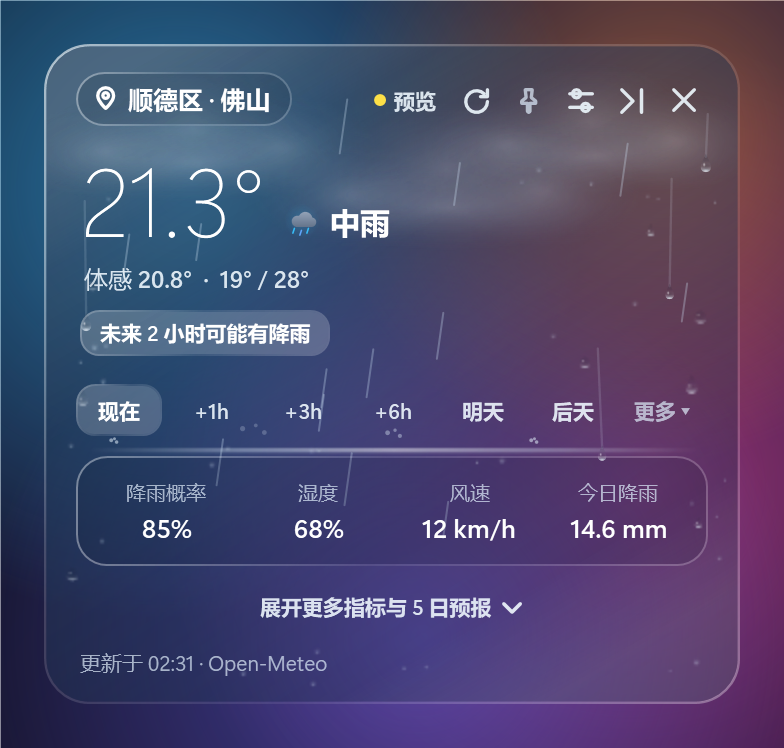 顺德区 · 佛山
预览
21.3°
中雨
体感 20.8° · 19° / 28°
未来 2 小时可能有降雨
现在 +1h +3h +6h 明天 后天 更多 ▾
降雨概率 湿度 风速 今日降雨
85% 68% 12 km/h 14.6 mm
展开更多指标与 5 日预报
更新于 02:31 · Open-Meteo